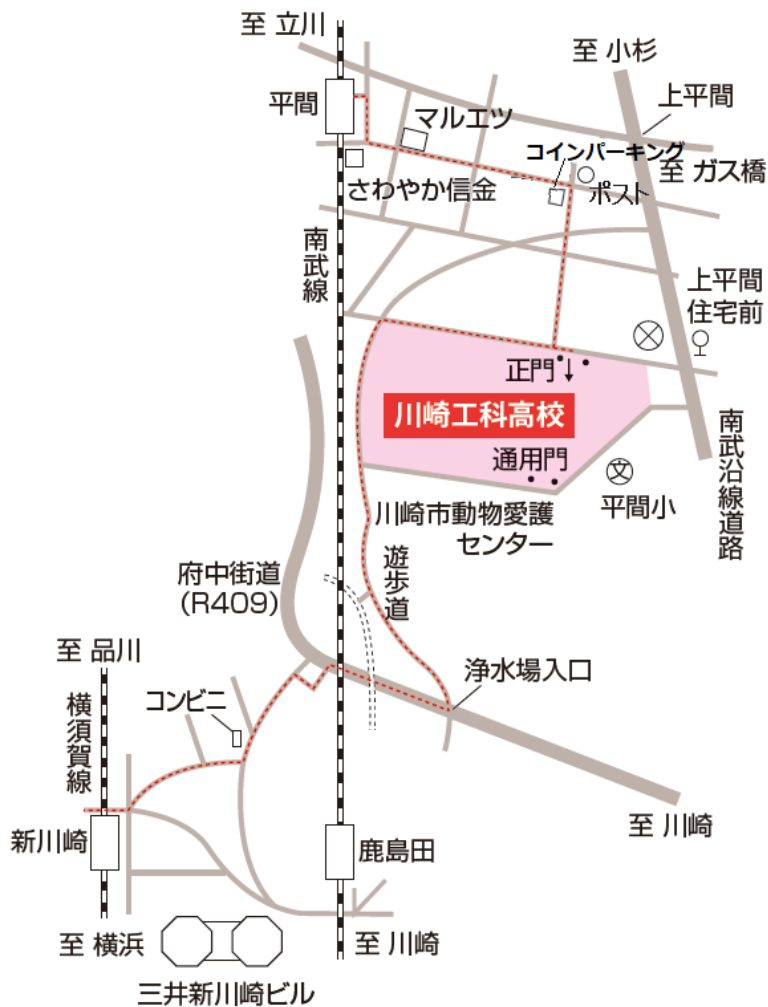 至 立川
至 小杉
平間
マルエツ
上平間
コインパーキング
至 ガス橋
さわやか信金
ポスト
南武線
上平間
住宅前
正門
川崎工科高校
通用門
文
平間小
南武沿線道路
川崎市動物愛護
センター
遊歩道
府中街道
(R409)
至 品川
浄水場入口
コンビニ
横須賀線
至 川崎
新川崎
鹿島田
至 横浜
至 川崎
三井新川崎ビル